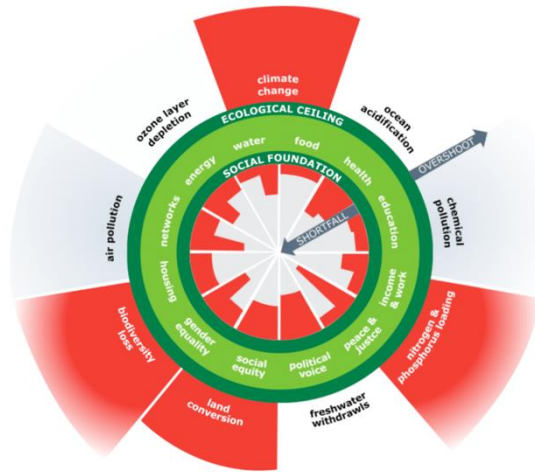 climate
change
ocean
acidification
OVERSHOOT
chemical
pollution
nitrogen &
phosphorus loading
freshwater
withdrawls
land
conversion
biodiversity
loss
air pollution
ozone layer
depletion
ECOLOGICAL CEILING
water
food
health
education
income
& work
peace &
justce
political
voice
social
equity
gender
equality
housing
networks
energy
SOCIAL FOUNDATION
SHORTFALL